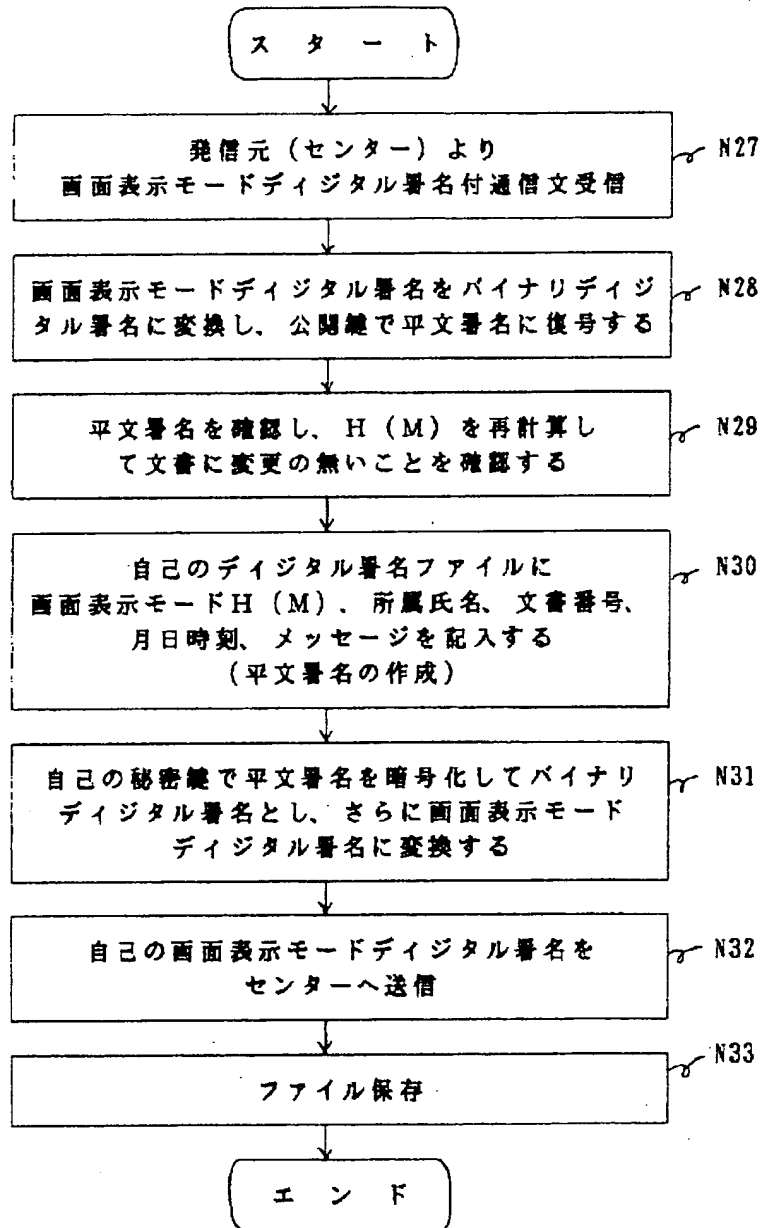 スタート
発信元（センター）より
画面表示モードディジタル署名付通信文受信
N27
画面表示モードディジタル署名をバイナリディジ
タル署名に変換し、公開鍵で平文署名に復号する
N28
平文署名を確認し、Ｈ（Ｍ）を再計算し
て文書に変更の無いことを確認する
N29
自己のディジタル署名ファイルに
画面表示モードＨ（Ｍ）、所属氏名、文書番号、
月日時刻、メッセージを記入する
（平文署名の作成）
N30
自己の秘密鍵で平文署名を暗号化してバイナリ
ディジタル署名とし、さらに画面表示モード
ディジタル署名に変換する
N31
自己の画面表示モードディジタル署名を
センターへ送信
N32
ファイル保存
N33
エンド